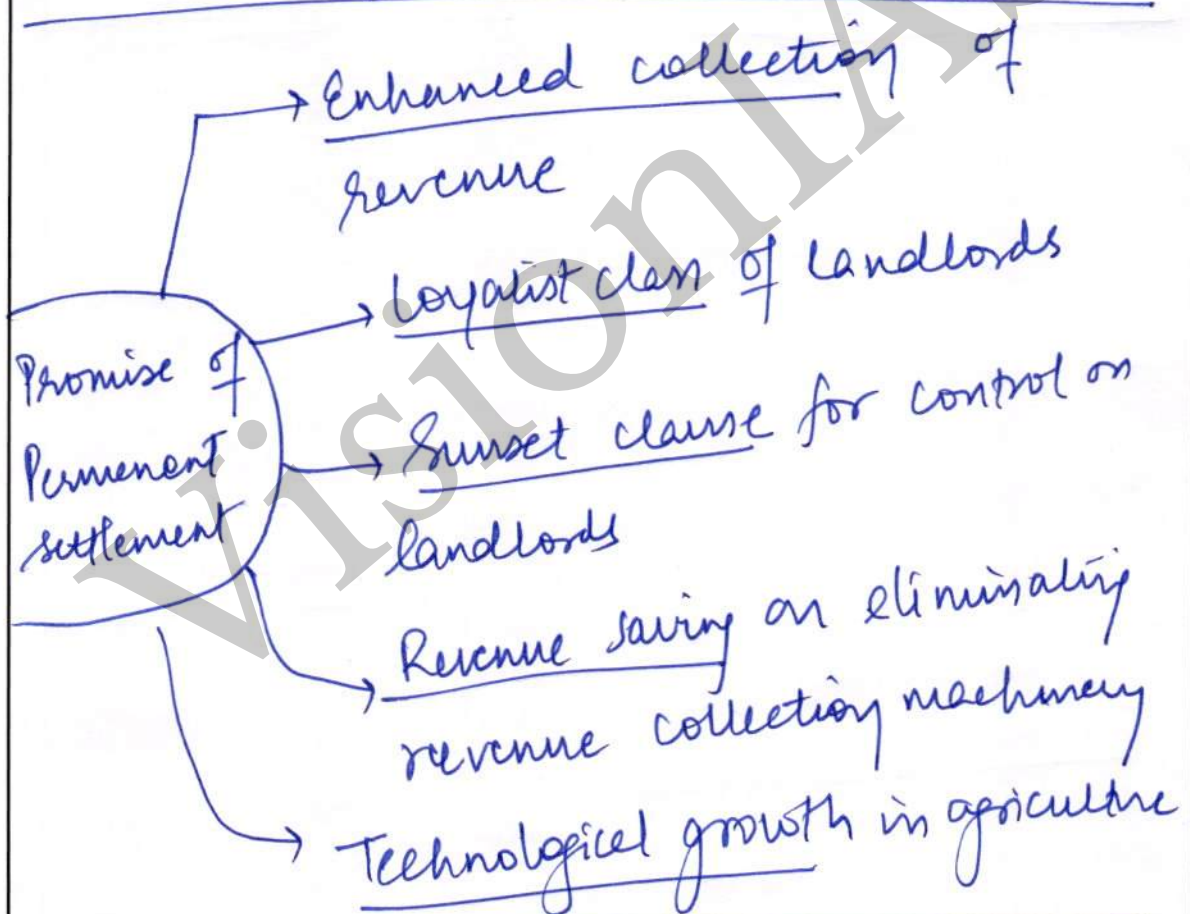 Enhanced collection of
revenue
Loyalist class of landlords
Promise of
Permenent
settlement
Sunset clause for control on
landlords
Revenue saving on eliminating
revenue collection machinery
Technological growth in agriculture
VisionIAS